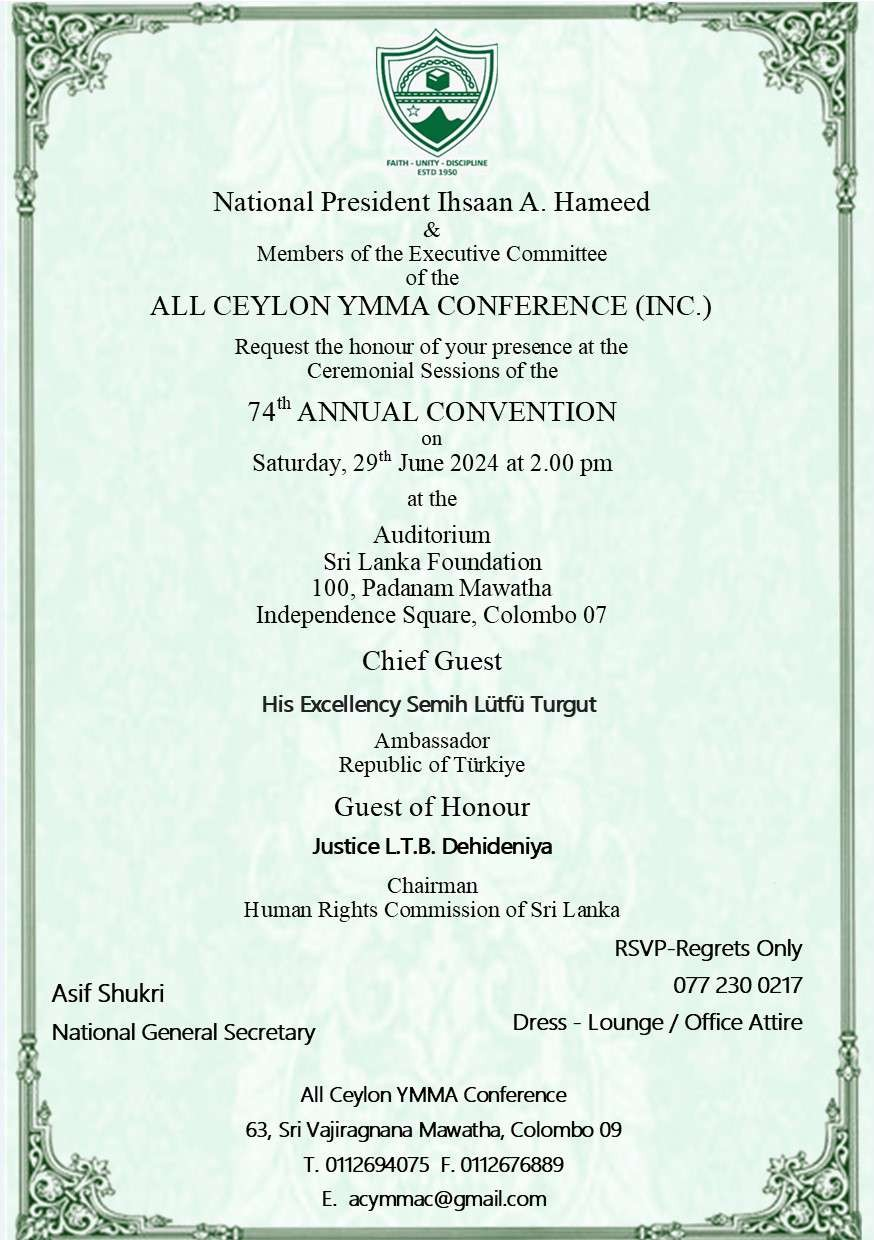 FAITH - UNITY - DISCIPLINE
ESTD 1950
National President Ihsaan A. Hameed
&
Members of the Executive Committee
of the
ALL CEYLON YMMA CONFERENCE (INC.)
Request the honour of your presence at the
Ceremonial Sessions of the
74th ANNUAL CONVENTION
on
Saturday, 29th June 2024 at 2.00 pm
at the
Auditorium
Sri Lanka Foundation
100, Padanam Mawatha
Independence Square, Colombo 07
Chief Guest
His Excellency Semih Lütfü Turgut
Ambassador
Republic of Türkiye
Guest of Honour
Justice L.T.B. Dehideniya
Chairman
Human Rights Commission of Sri Lanka
RSVP-Regrets Only
077 230 0217
Dress - Lounge / Office Attire
Asif Shukri
National General Secretary
All Ceylon YMMA Conference
63, Sri Vajiragnana Mawatha, Colombo 09
T. 0112694075 F. 0112676889
E. acymmac@gmail.com